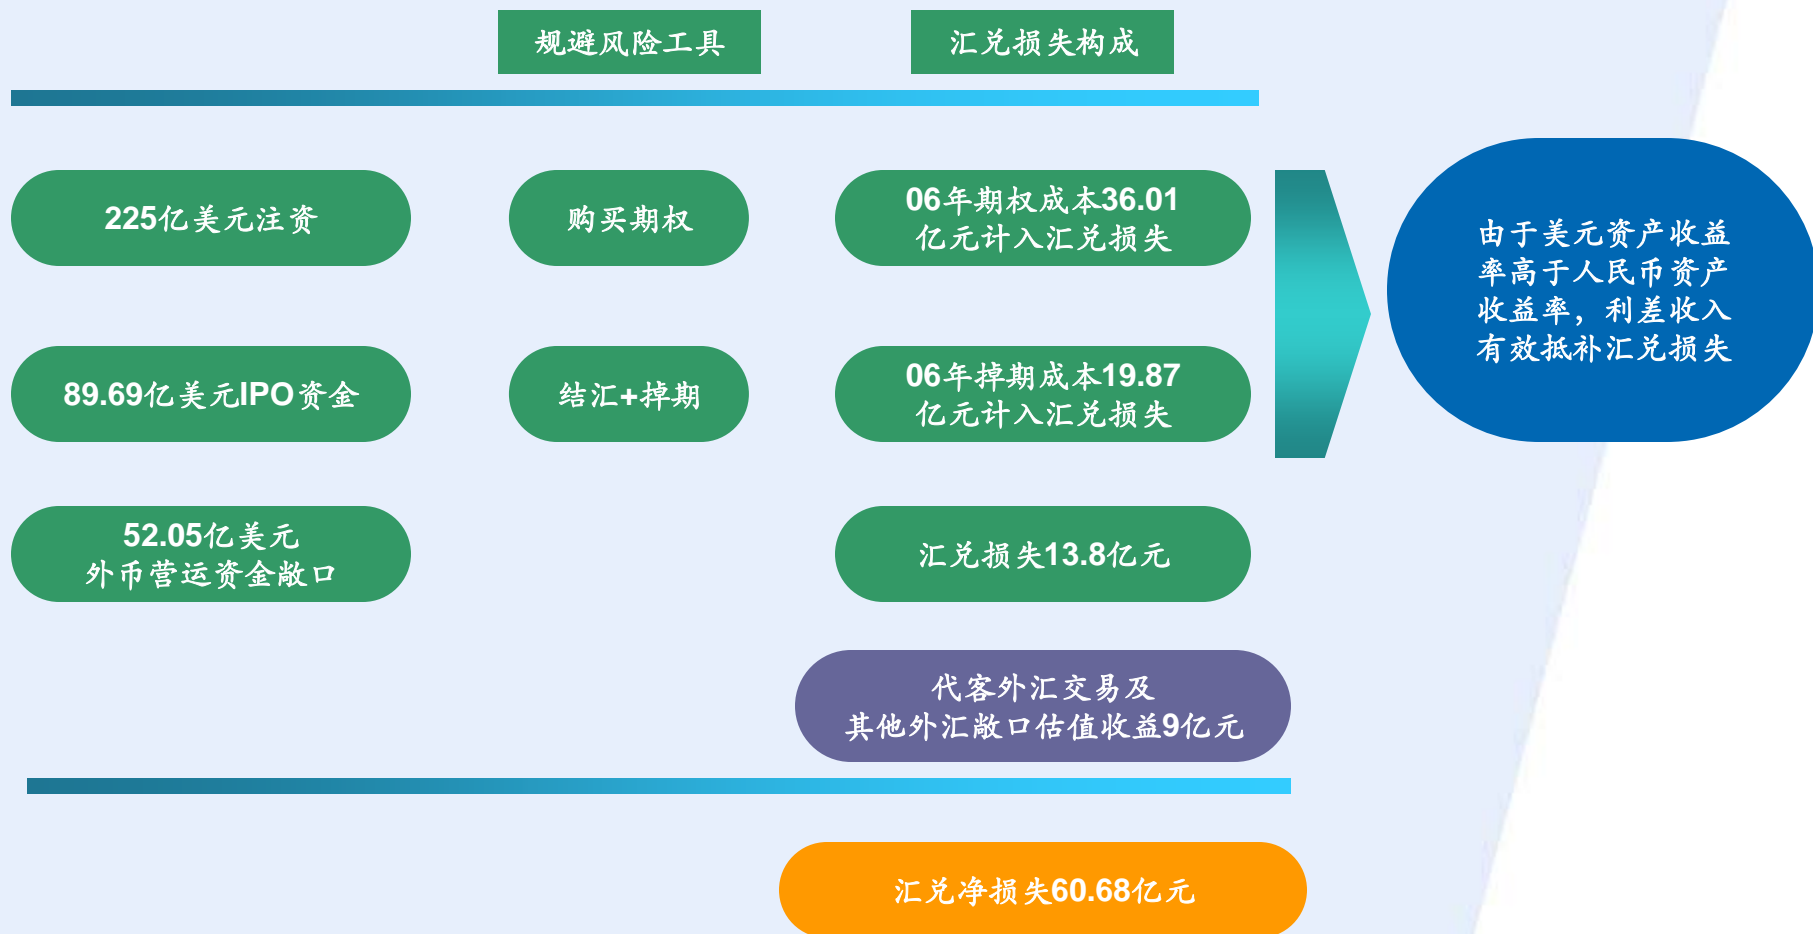 规避风险工具
汇兑损失构成
225亿美元注资
购买期权
06年期权成本36.01
亿元计入汇兑损失
由于美元资产收益
率高于人民币资产
收益率，利差收入
有效抵补汇兑损失
89.69亿美元IPO资金
结汇+掉期
06年掉期成本19.87
亿元计入汇兑损失
52.05亿美元
外币营运资金敞口
汇兑损失13.8亿元
代客外汇交易及
其他外汇敞口估值收益9亿元
汇兑净损失60.68亿元